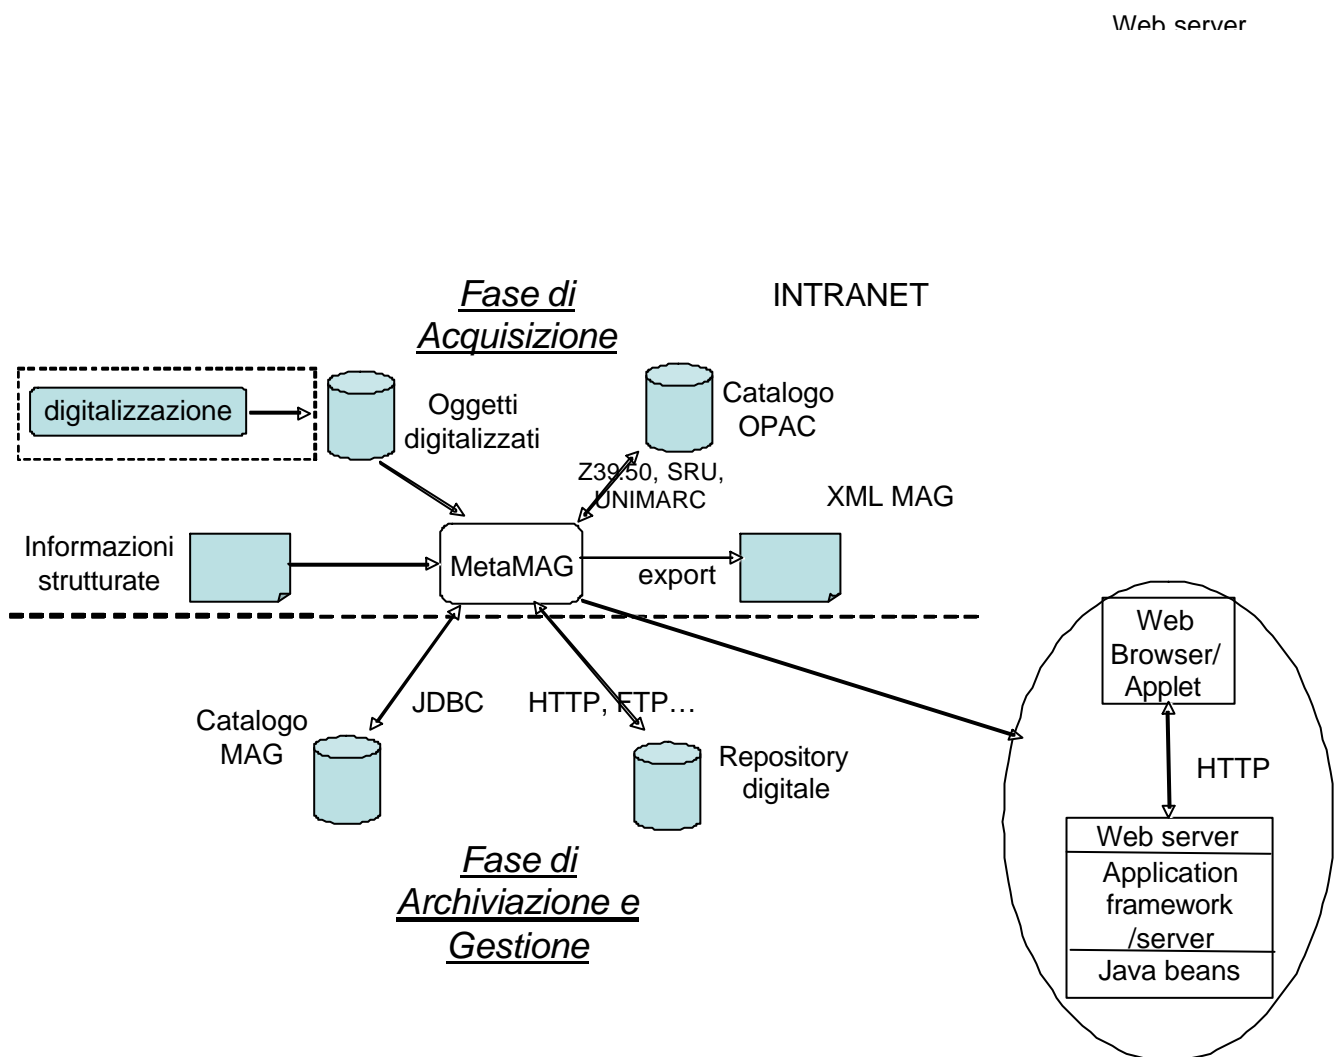 Web server
Fase di
Acquisizione
INTRANET
digitalizzazione
Oggetti
digitalizzati
Catalogo
OPAC
Z39.50, SRU,
UNIMARC
XML MAG
Informazioni
strutturate
MetaMAG
export
Web
Browser/
Applet
JDBC
HTTP, FTP…
Catalogo
MAG
Repository
digitale
HTTP
Web server
Application
framework
/server
Java beans
Fase di
Archiviazione e
Gestione